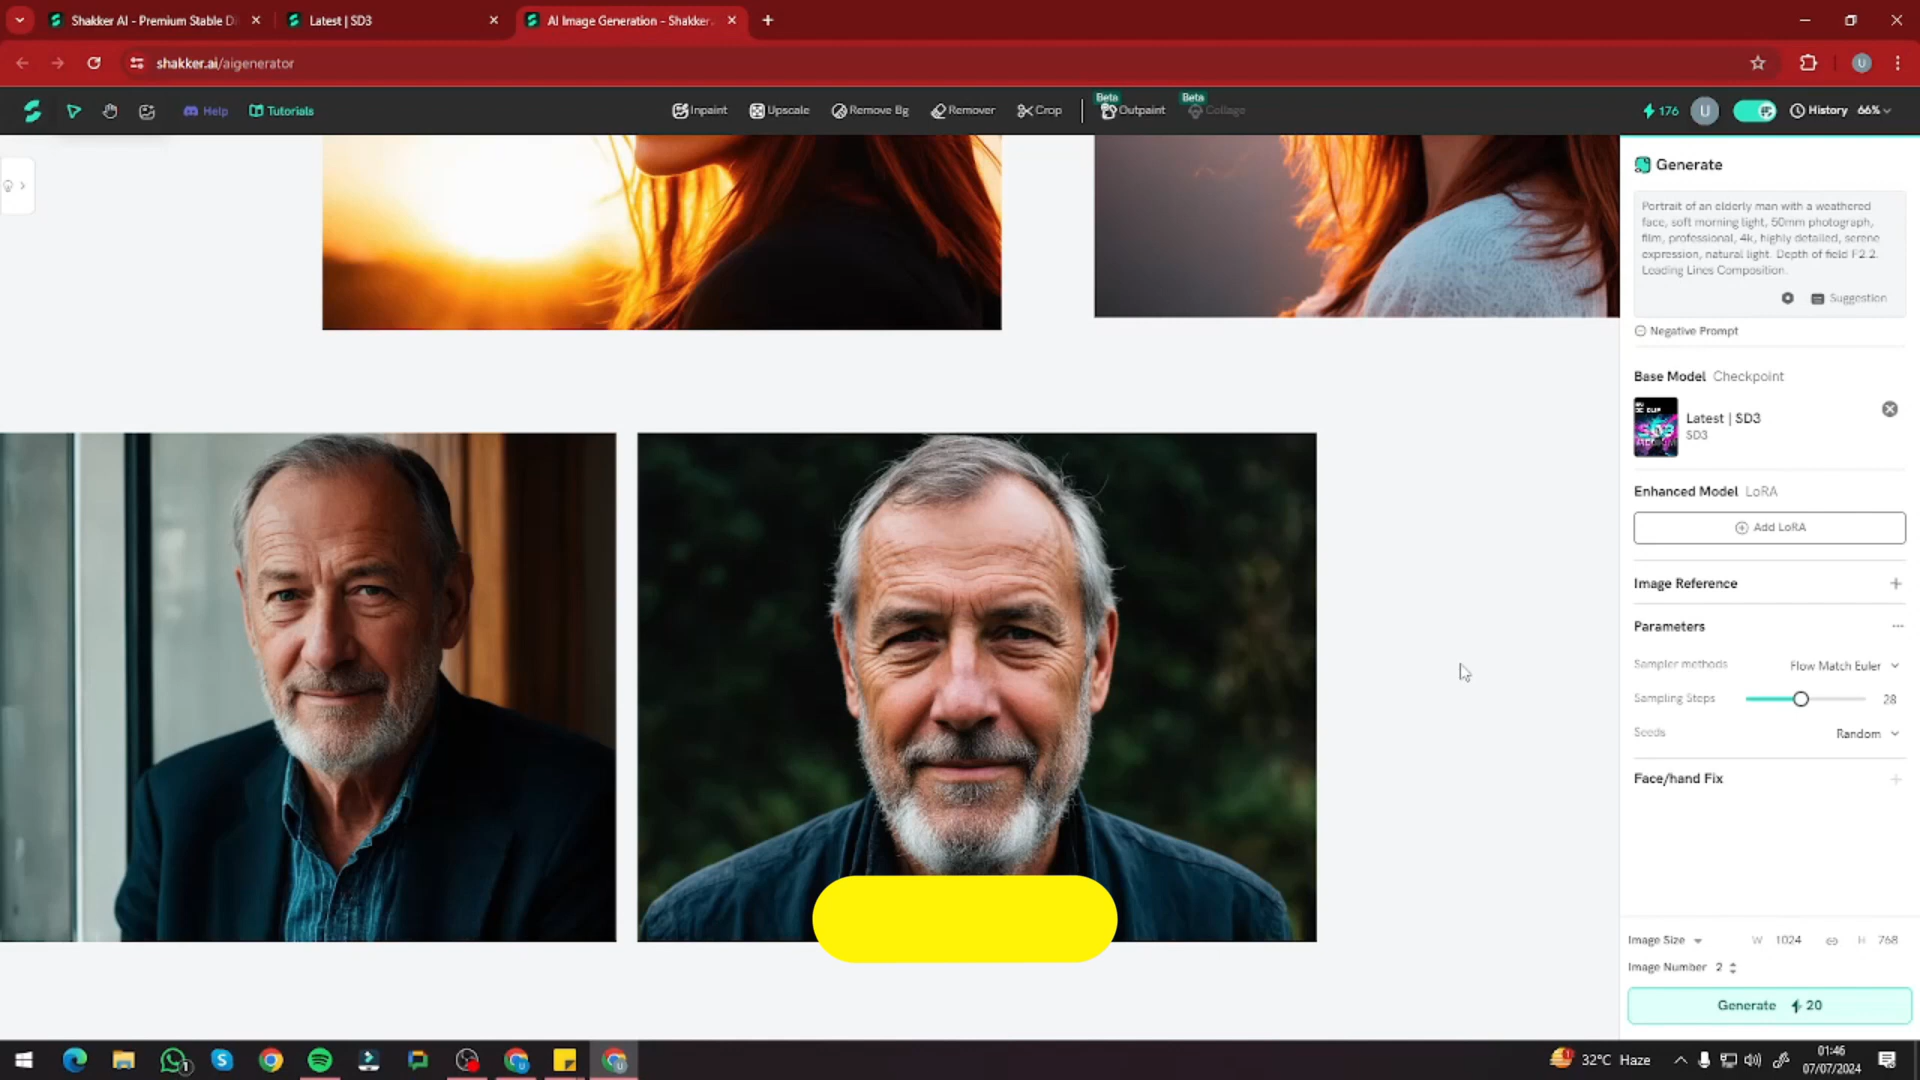 Shakker AI - Premium Stable Di
Latest | SD3
AI Image Generation - Shakker.
shakker.ai/aigenerator
U
Help
Tutorials
Inpaint
Upscale
Remove Bg
Remover
Crop
Beta
Outpaint
Beta
Collage
176
U
History
66%
Generate
Portrait of an elderly man with a weathered
face, soft morning light, 50mm photograph,
film, professional, 4k, highly detailed, serene
expression, natural light. Depth of field F2.2.
Leading Lines Composition.
Suggestion
Negative Prompt
Base Model Checkpoint
SD3
Latest | SD3
SD3
Enhanced Model LoRA
Add LoRA
Image Reference
Parameters
Sampler methods Flow Match Euler
Sampling Steps 28
Seeds Random
Face/hand Fix
Image Size W 1024 H 768
Image Number 2
Generate 20
32°C Haze
01:46
07/07/2024